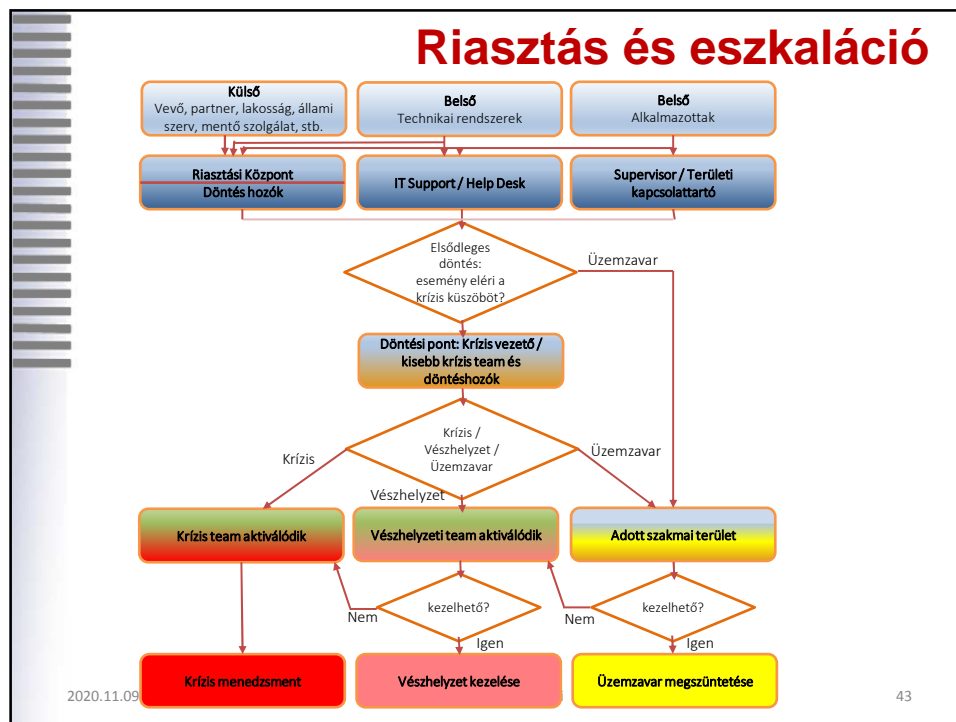 Riasztás és eszkaláció
Külső
Vevő, partner, lakosság, állami
szerv, mentő szolgálat, stb.
Belső
Technikai rendszerek
Belső
Alkalmazottak
Riasztási Központ
Döntés hozók
IT Support / Help Desk
Supervisor / Területi
kapcsolattartó
Elsődleges
döntés:
esemény eléri a
krízis küszöböt?
Üzemzavar
Döntési pont: Krízis vezető /
kisebb krízis team és
döntéshozók
Krízis /
Vészhelyzet /
Üzemzavar
Krízis
Üzemzavar
Vészhelyzet
Krízis team aktiválódik
Vészhelyzeti team aktiválódik
Adott szakmai terület
kezelhető?
kezelhető?
Nem
Nem
Igen
Igen
Krízis menedzsment
Vészhelyzet kezelése
Üzemzavar megszüntetése
2020.11.09
43